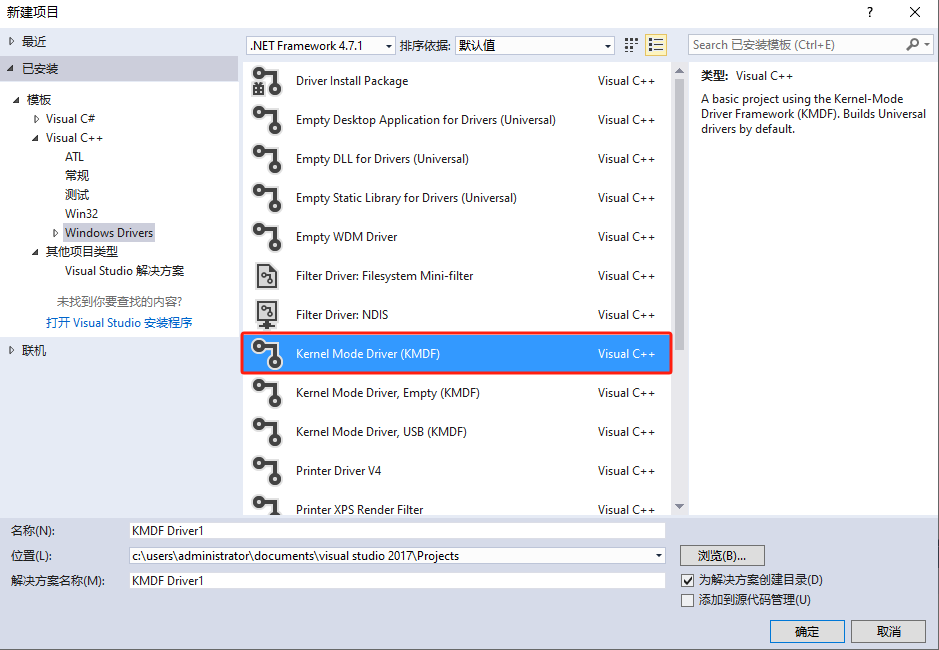 新建项目
? ×
最近
已安装
模板
Visual C#
Visual C++
ATL
常规
测试
Win32
Windows Drivers
其他项目类型
Visual Studio 解决方案
未找到你要查找的内容?
打开 Visual Studio 安装程序
联机
.NET Framework 4.7.1 排序依据: 默认值
Driver Install Package Visual C++
Empty Desktop Application for Drivers (Universal) Visual C++
Empty DLL for Drivers (Universal) Visual C++
Empty Static Library for Drivers (Universal) Visual C++
Empty WDM Driver Visual C++
Filter Driver: Filesystem Mini-filter Visual C++
Filter Driver: NDIS Visual C++
Kernel Mode Driver (KMDF) Visual C++
Kernel Mode Driver, Empty (KMDF) Visual C++
Kernel Mode Driver, USB (KMDF) Visual C++
Printer Driver V4 Visual C++
Printer XPS Render Filter Visual C++
Search 已安装模板 (Ctrl+E)
类型: Visual C++
A basic project using the Kernel-Mode
Driver Framework (KMDF). Builds Universal
drivers by default.
名称(N): KMDF Driver1
位置(L): c:\users\administrator\documents\visual studio 2017\Projects
解决方案名称(M): KMDF Driver1
浏览(B)...
为解决方案创建目录(D)
添加到源代码管理(U)
确定 取消